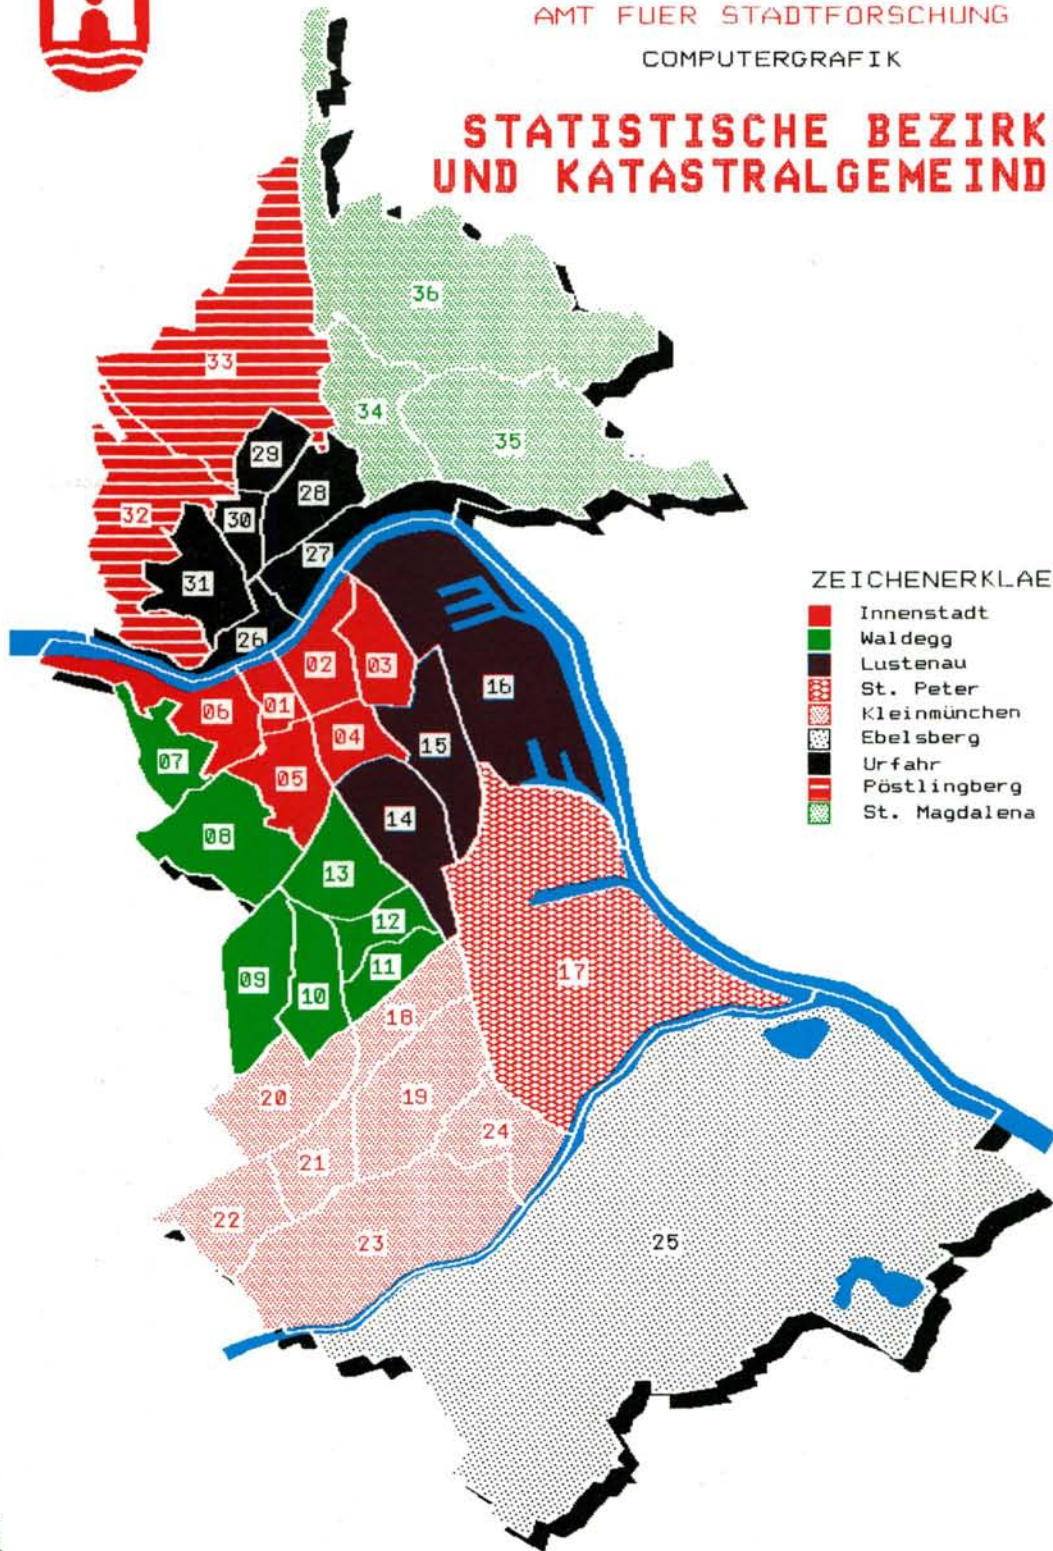 AMT FUER STADTFORSCHUNG
COMPUTERGRAFIK
STATISTISCHE BEZIRK
UND KATASTRALGEMEIND
36
33
34
35
29
28
32
30
27
31
26
ZEICHENERKLAE
Innenstadt
Waldegg
Lustenau
St. Peter
Kleinmünchen
Ebelsberg
Urfahr
Pöstlingberg
St. Magdalena
02
03
16
01
06
04
15
07
05
14
08
13
12
11
17
09
10
18
20
19
24
21
22
23
25